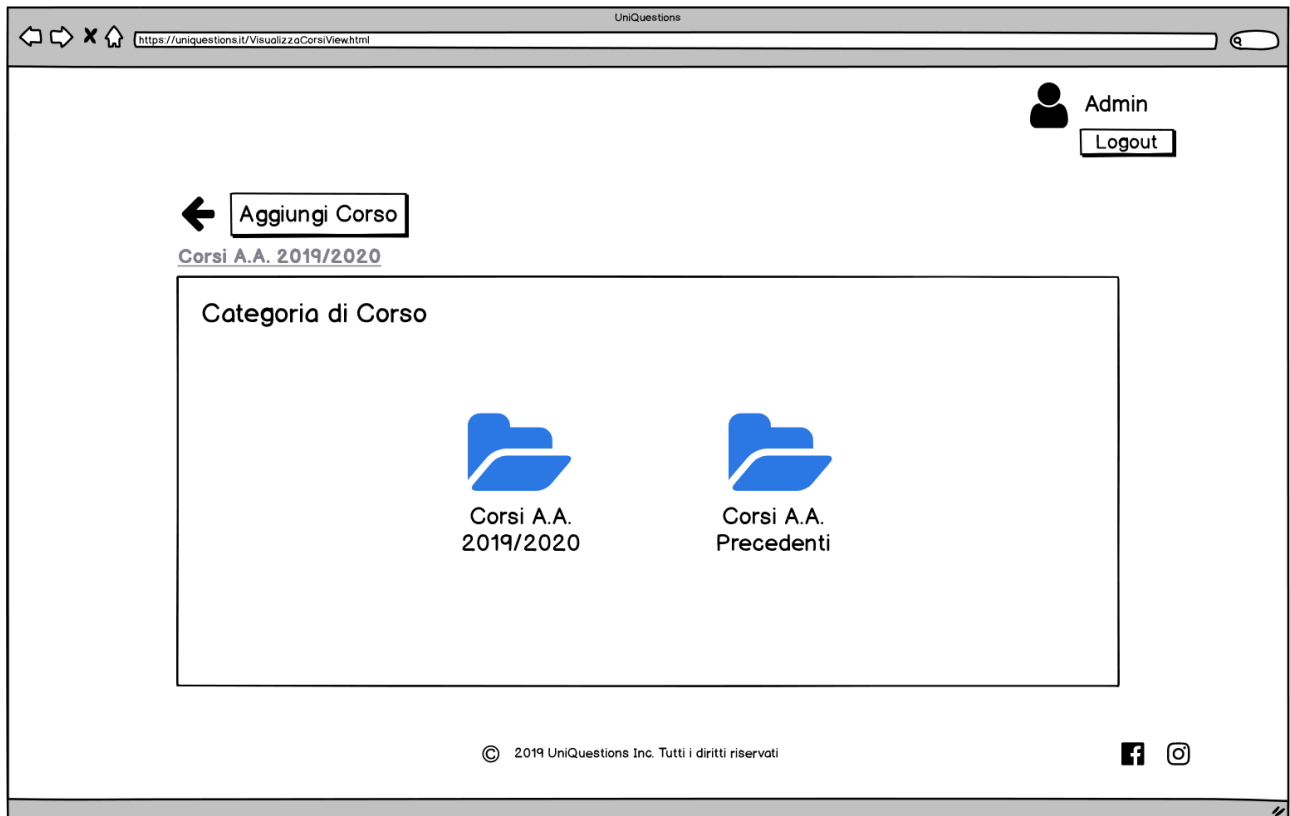 UniQuestions
https://uniquestions.it/VisualizzaCorsiView.html
Admin
Logout
Aggiungi Corso
Corsi A.A. 2019/2020
Categoria di Corso
Corsi A.A.
2019/2020
Corsi A.A.
Precedenti
© 2019 UniQuestions Inc. Tutti i diritti riservati